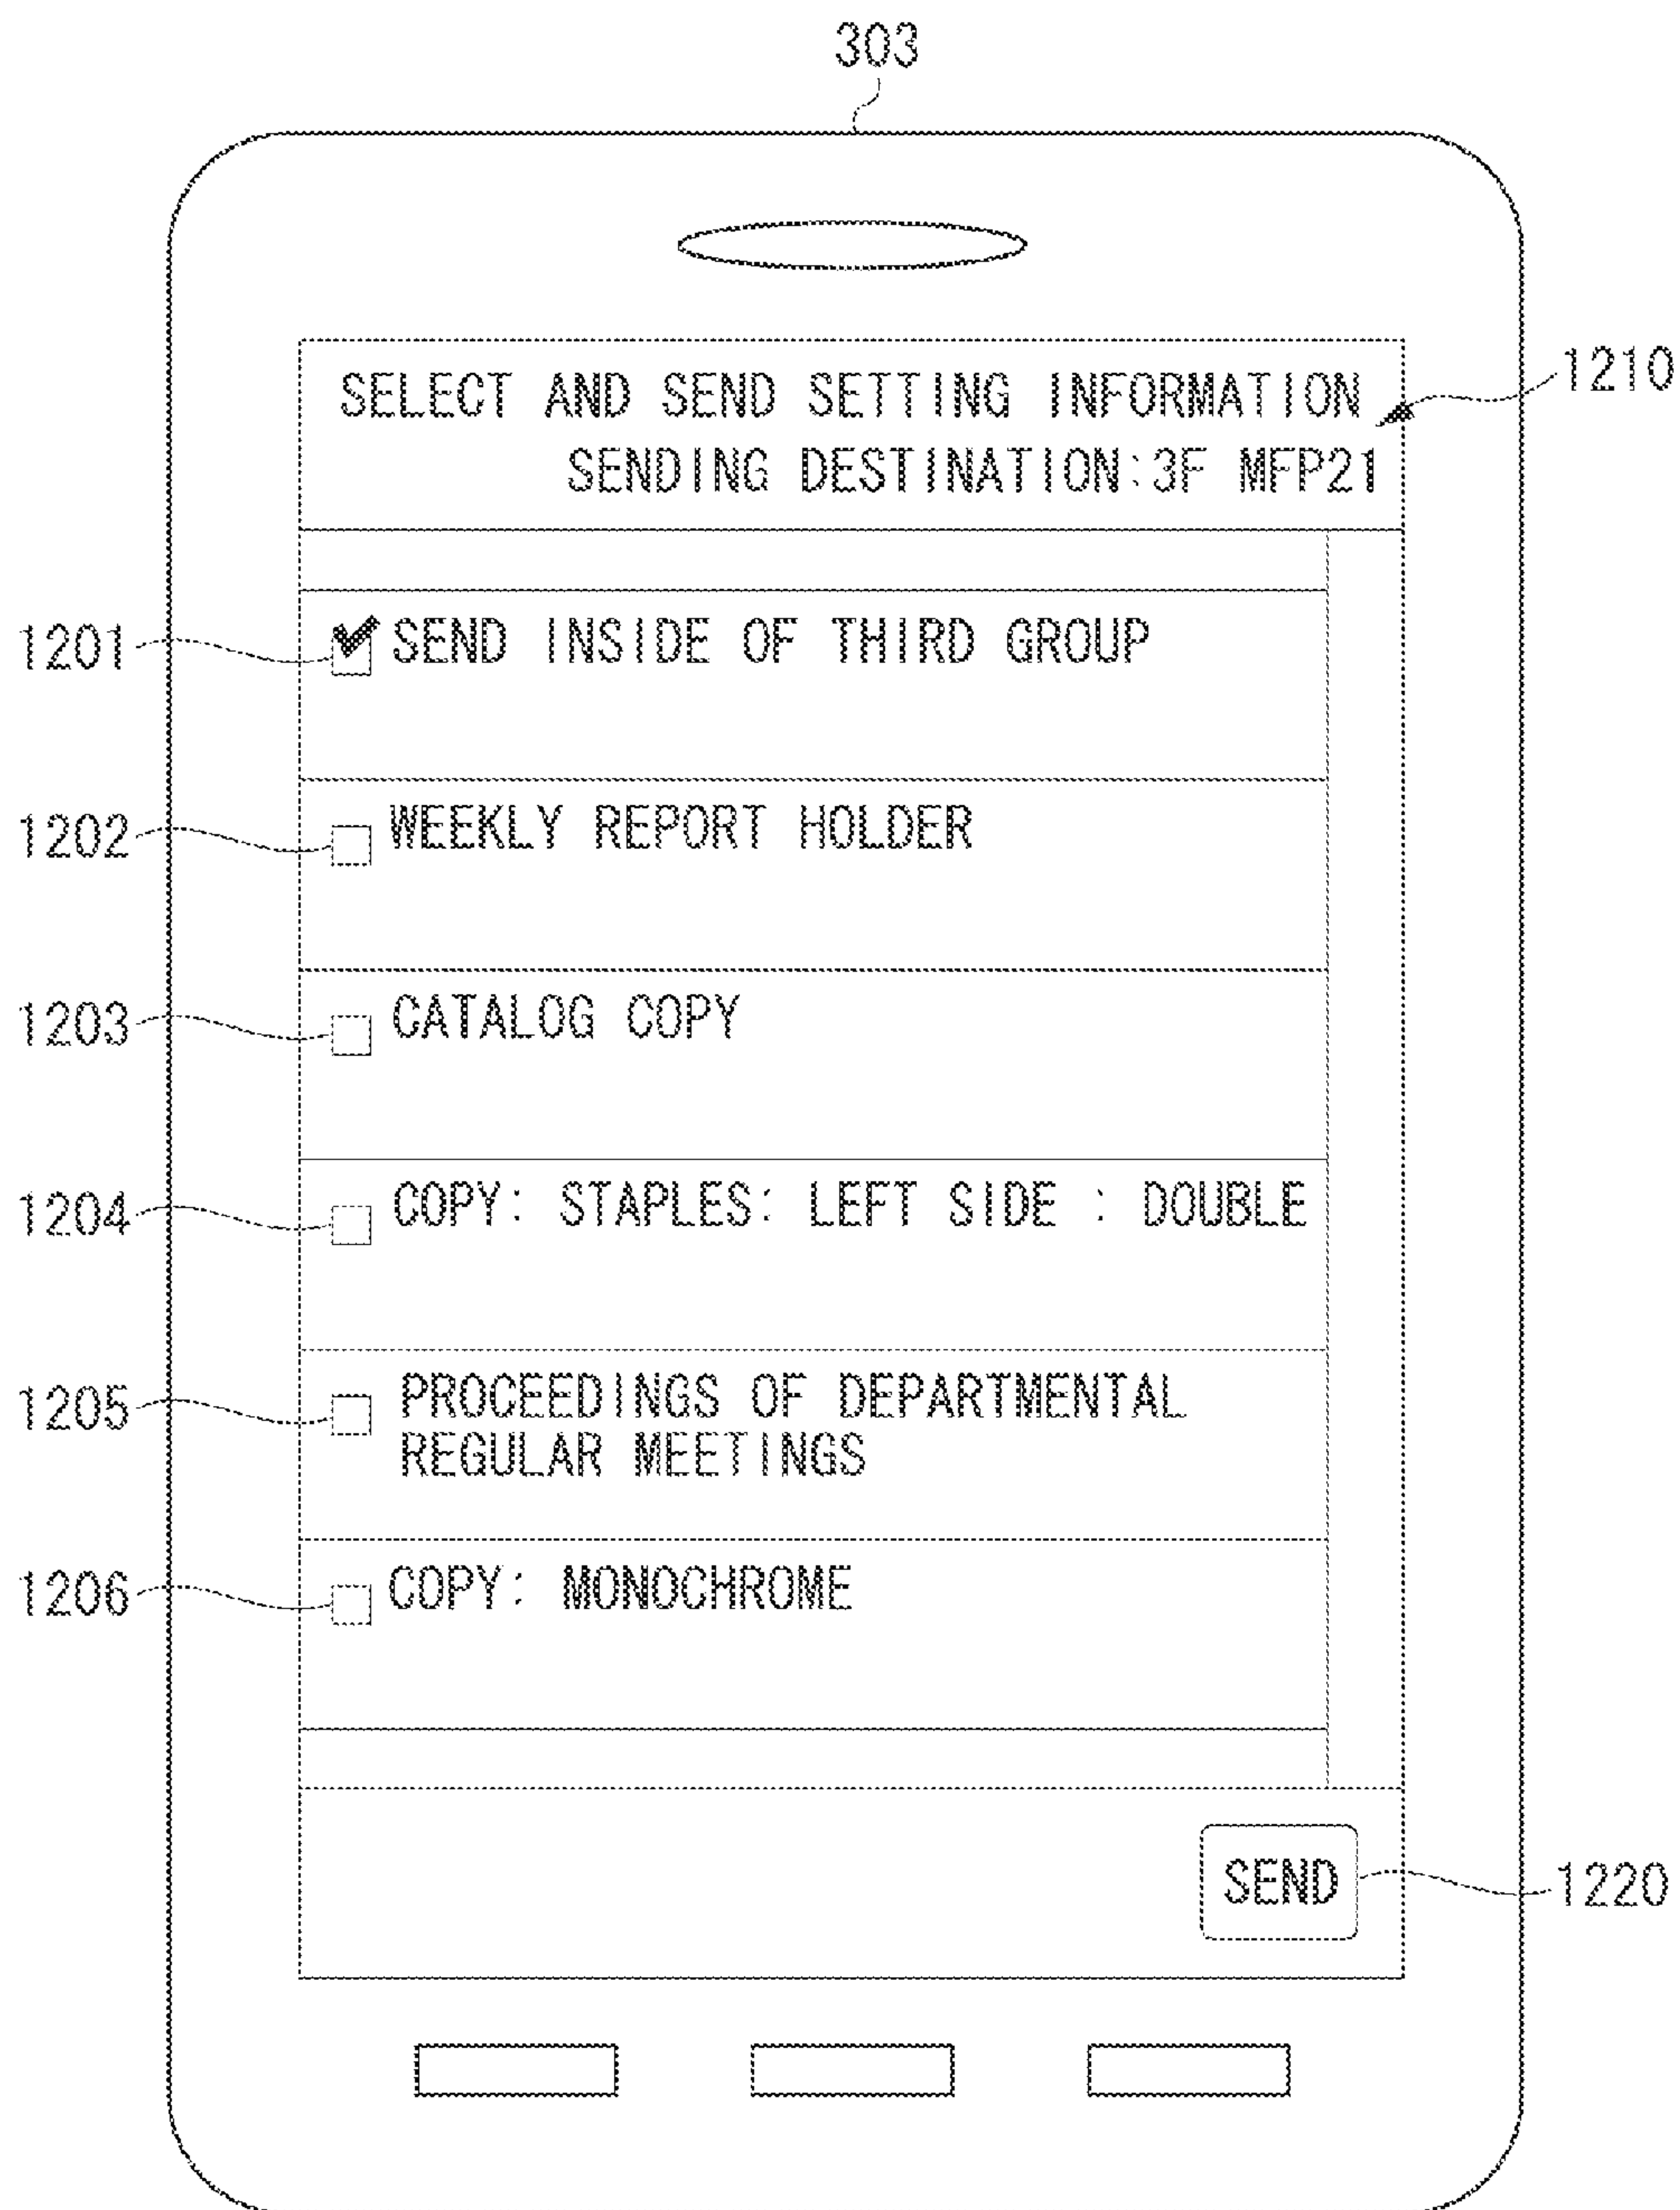 303
SELECT AND SEND SETTING INFORMATION
1210
SENDING DESTINATION:3F MFP21
1201
SEND INSIDE OF THIRD GROUP
1202
WEEKLY REPORT HOLDER
1203
CATALOG COPY
1204
COPY: STAPLES: LEFT SIDE : DOUBLE
1205
PROCEEDINGS OF DEPARTMENTAL
REGULAR MEETINGS
1206
COPY: MONOCHROME
SEND
1220